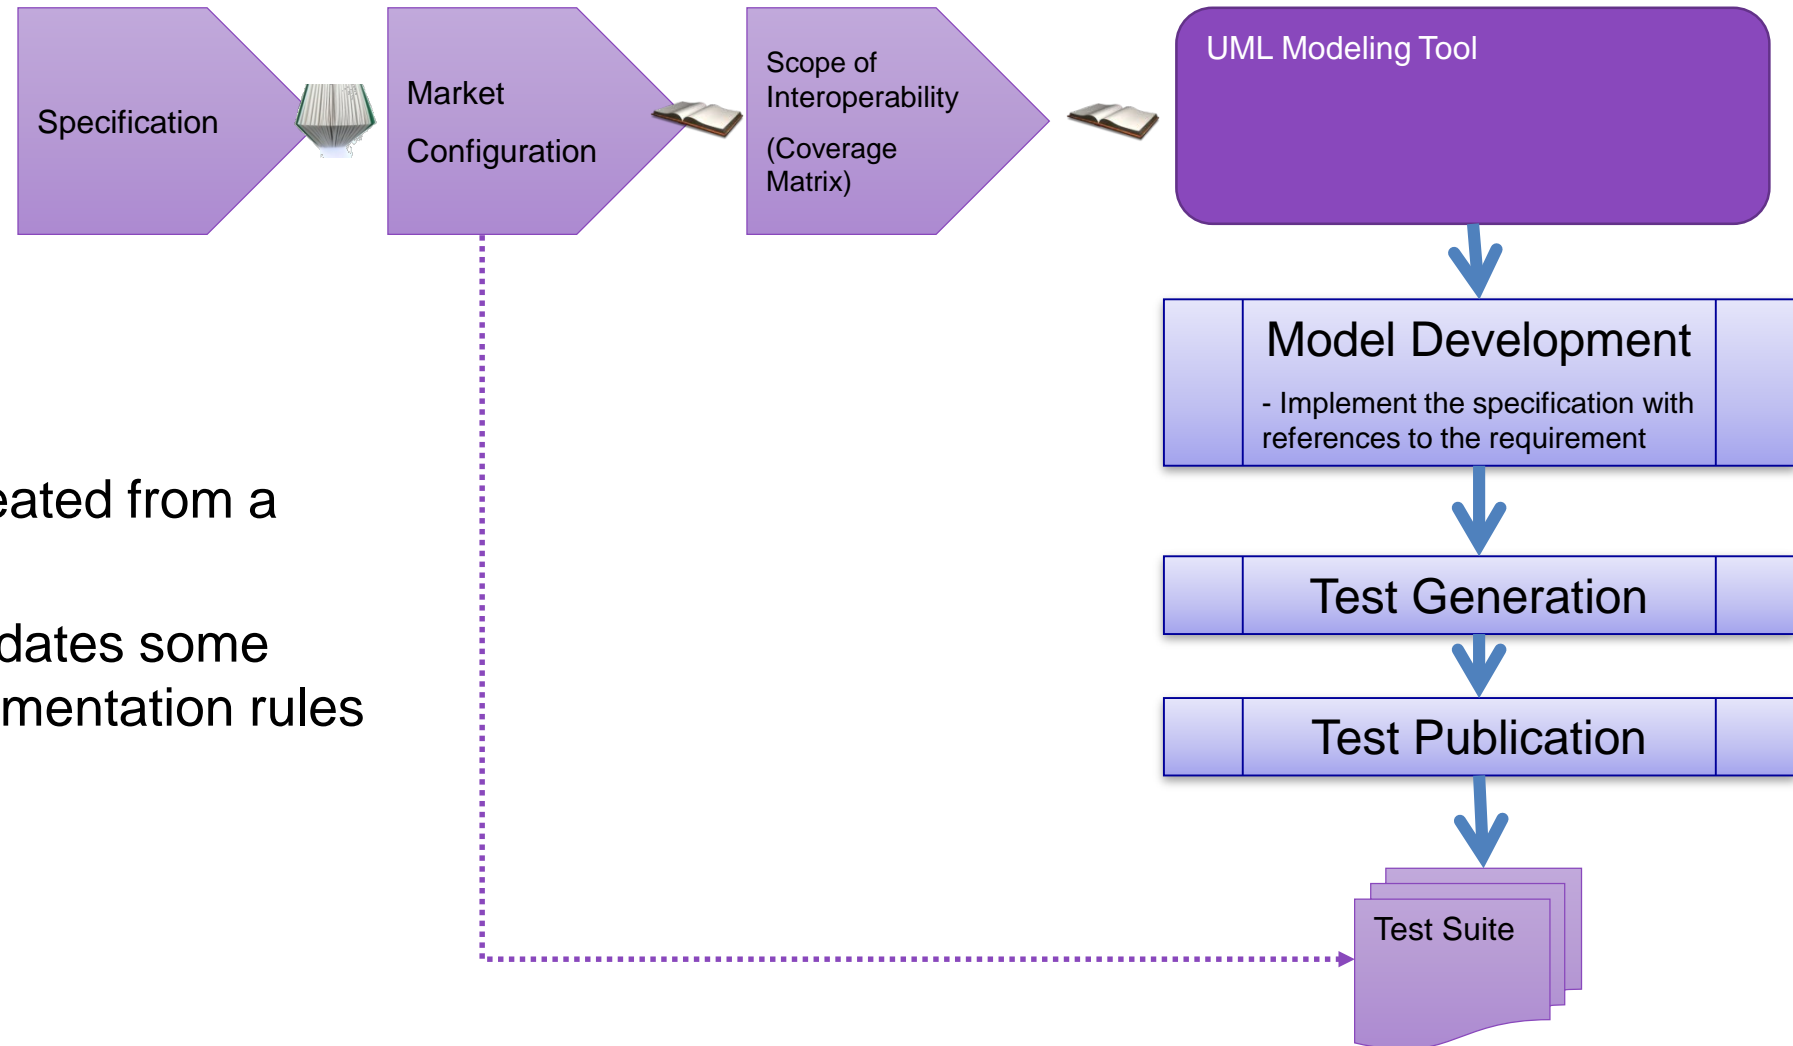 Specification
Market
Configuration
Scope of
Interoperability
(Coverage
Matrix)
UML Modeling Tool
Model Development
- Implement the specification with
references to the requirement
Test Generation
Test Publication
Test Suite
eated from a
dates some
mentation rules